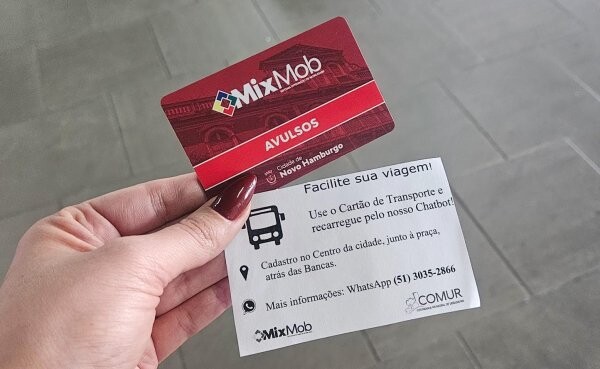 MixMob
AVULSOS
Cidade de
Novo Hamburgo
Facilite sua viagem!
Use o Cartão de Transporte e
recarregue pelo nosso Chatbot!
Cadastro no Centro da cidade, junto à praça,
atrás das Bancas.
Mais informações: WhatsApp (51) 3035-2866
COMUR
MixMob